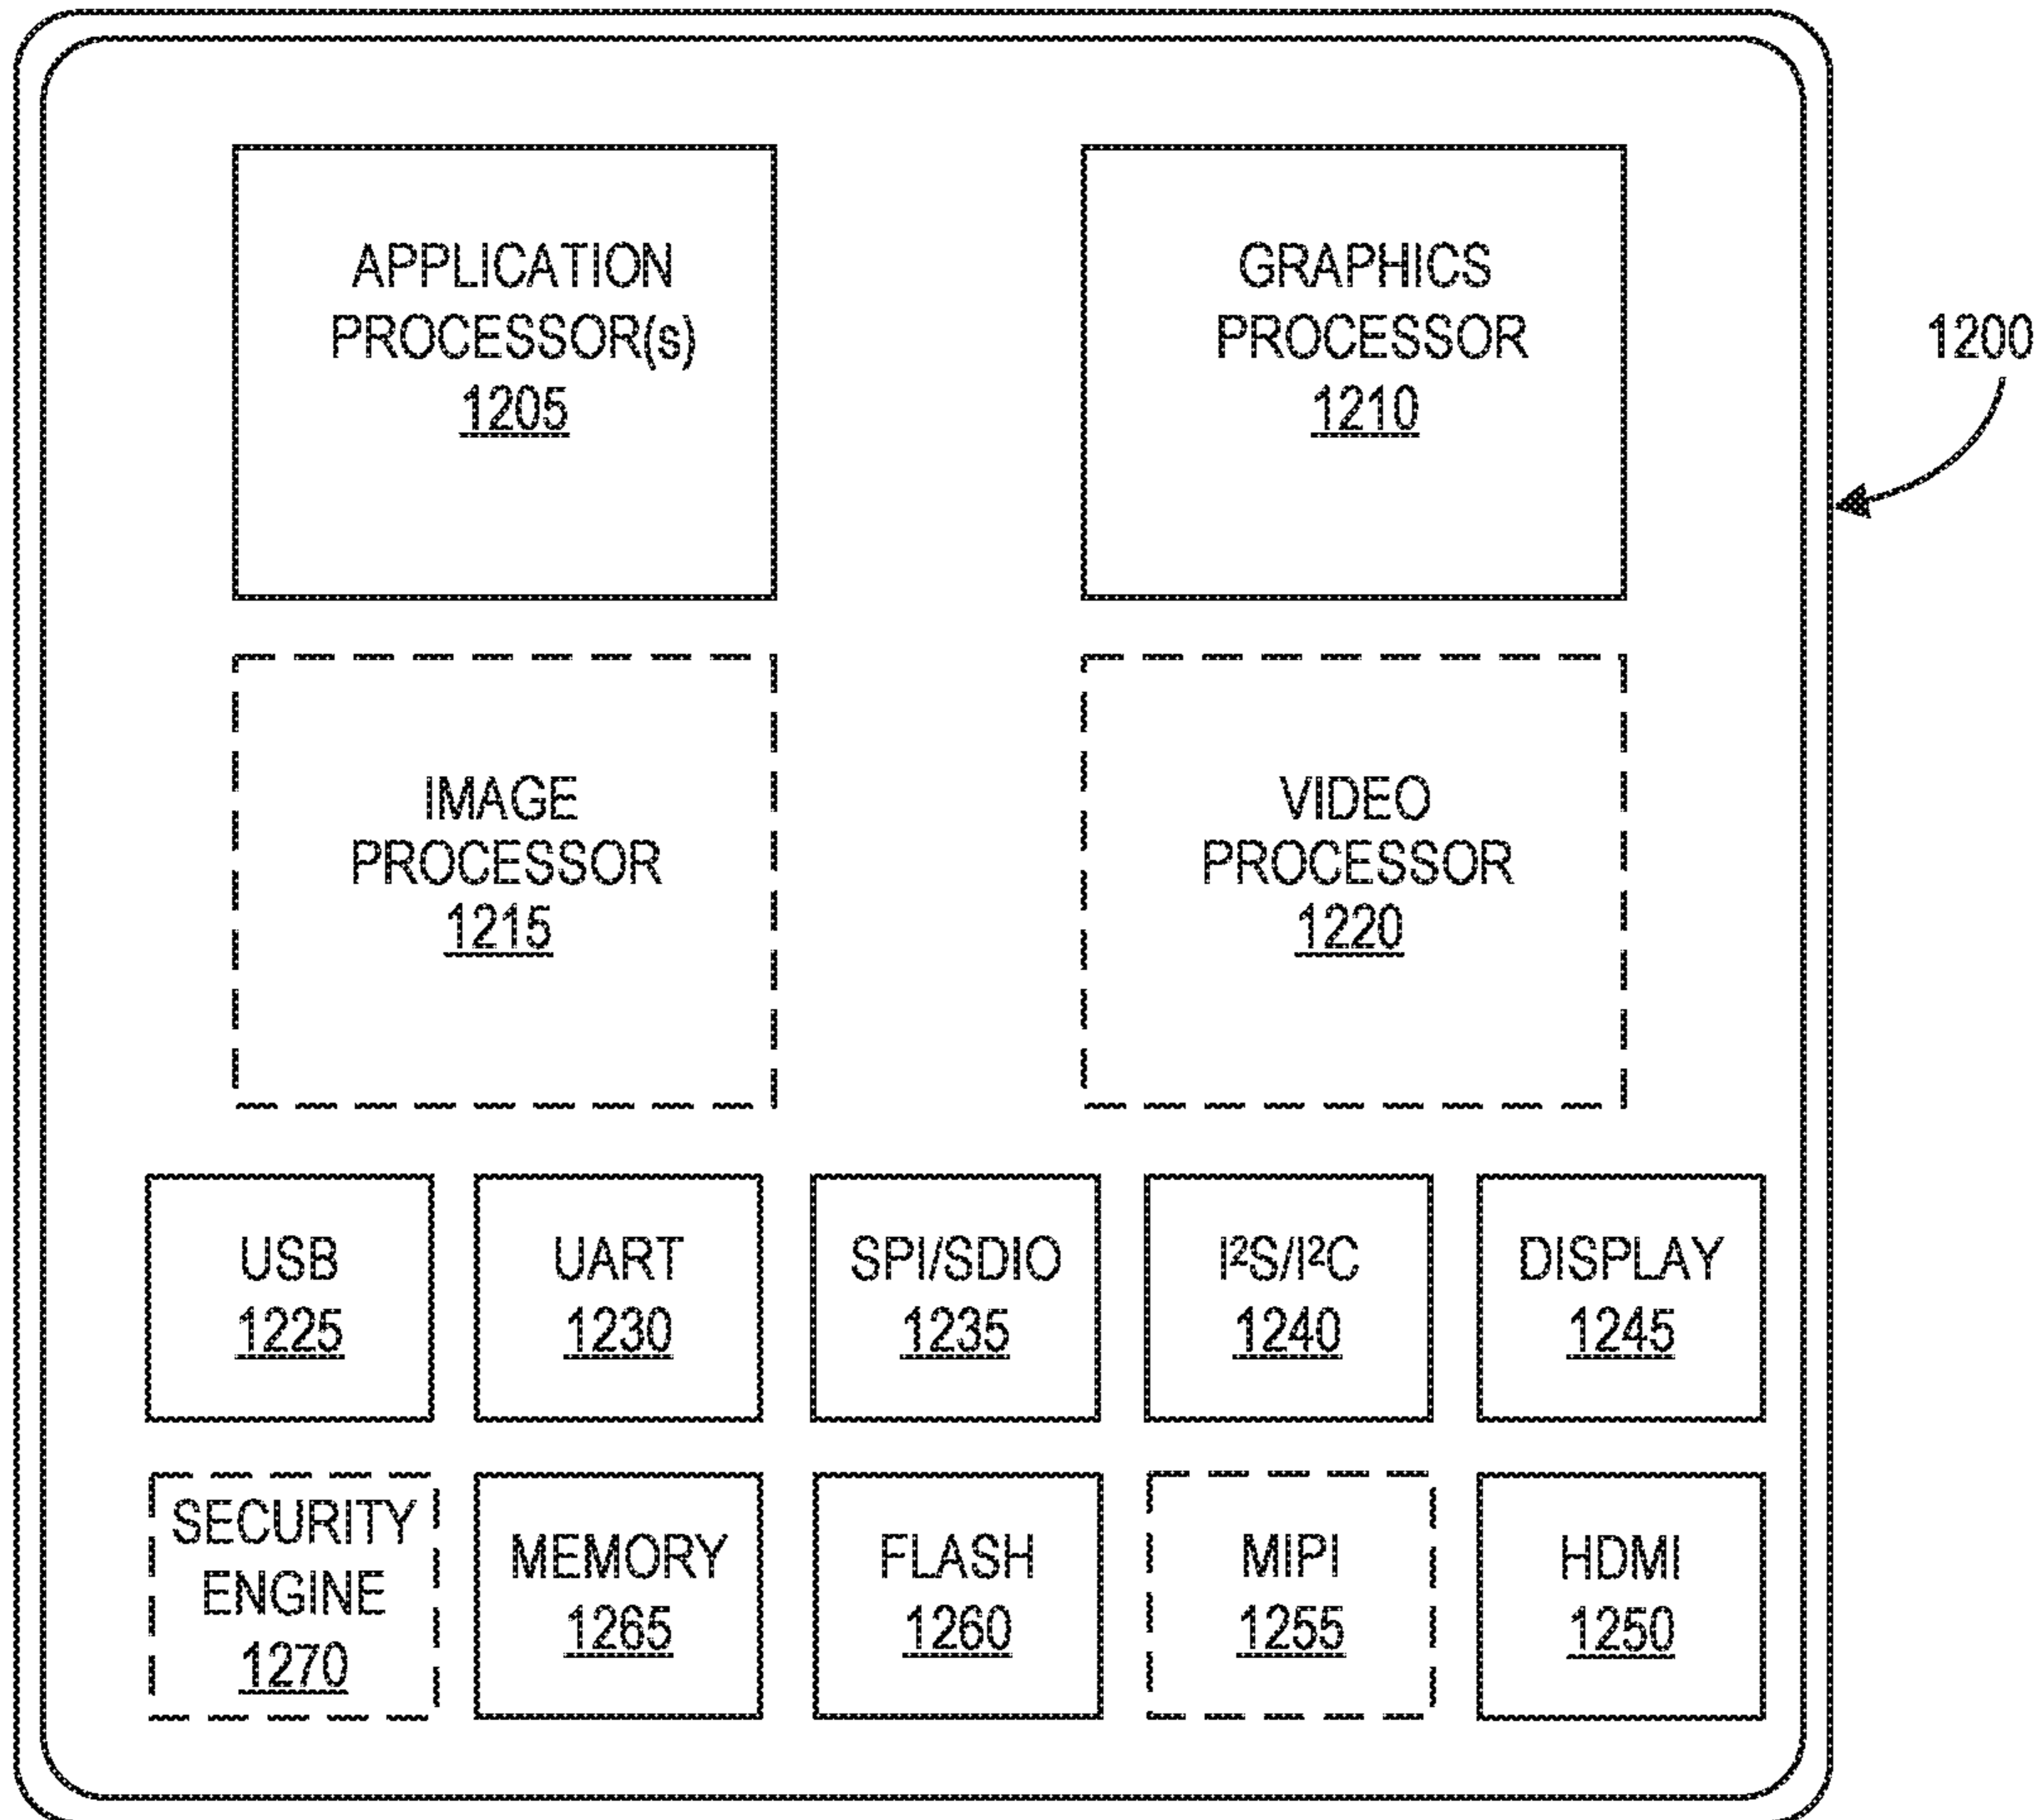 APPLICATION
PROCESSOR(s)
1205
GRAPHICS
PROCESSOR
1210
1200
IMAGE
PROCESSOR
1215
VIDEO
PROCESSOR
1220
USB
1225
UART
1230
SPI/SDIO
1235
I²S/I²C
1240
DISPLAY
1245
SECURITY
ENGINE
1270
MEMORY
1265
FLASH
1260
MIPI
1255
HDMI
1250